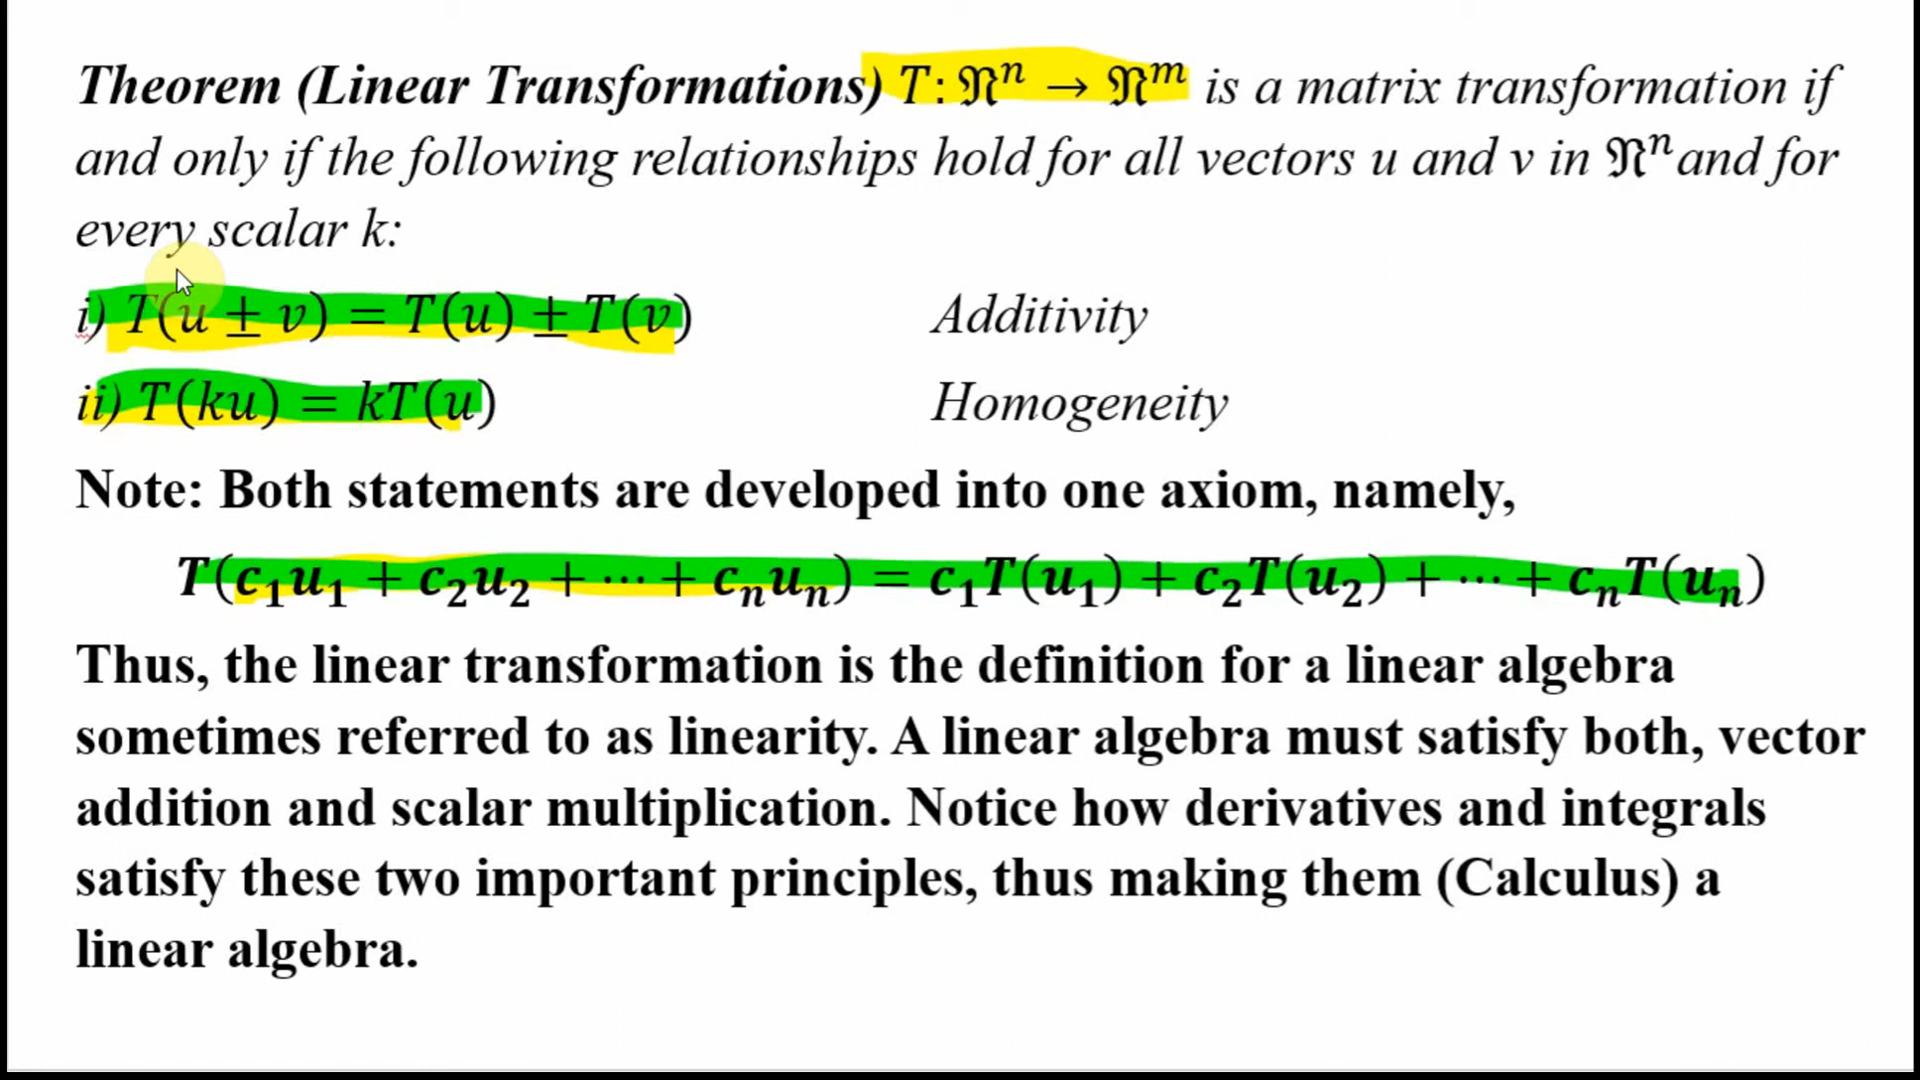 Theorem (Linear Transformations) T: ℜⁿ → ℜᵐ is a matrix transformation if
and only if the following relationships hold for all vectors u and v in ℜⁿ and for
every scalar k:
i) T(u ± v) = T(u) ± T(v) Additivity
ii) T(ku) = kT(u) Homogeneity
Note: Both statements are developed into one axiom, namely,
T(c₁u₁ + c₂u₂ + ⋯ + cₙuₙ) = c₁T(u₁) + c₂T(u₂) + ⋯ + cₙT(uₙ)
Thus, the linear transformation is the definition for a linear algebra
sometimes referred to as linearity. A linear algebra must satisfy both, vector
addition and scalar multiplication. Notice how derivatives and integrals
satisfy these two important principles, thus making them (Calculus) a
linear algebra.